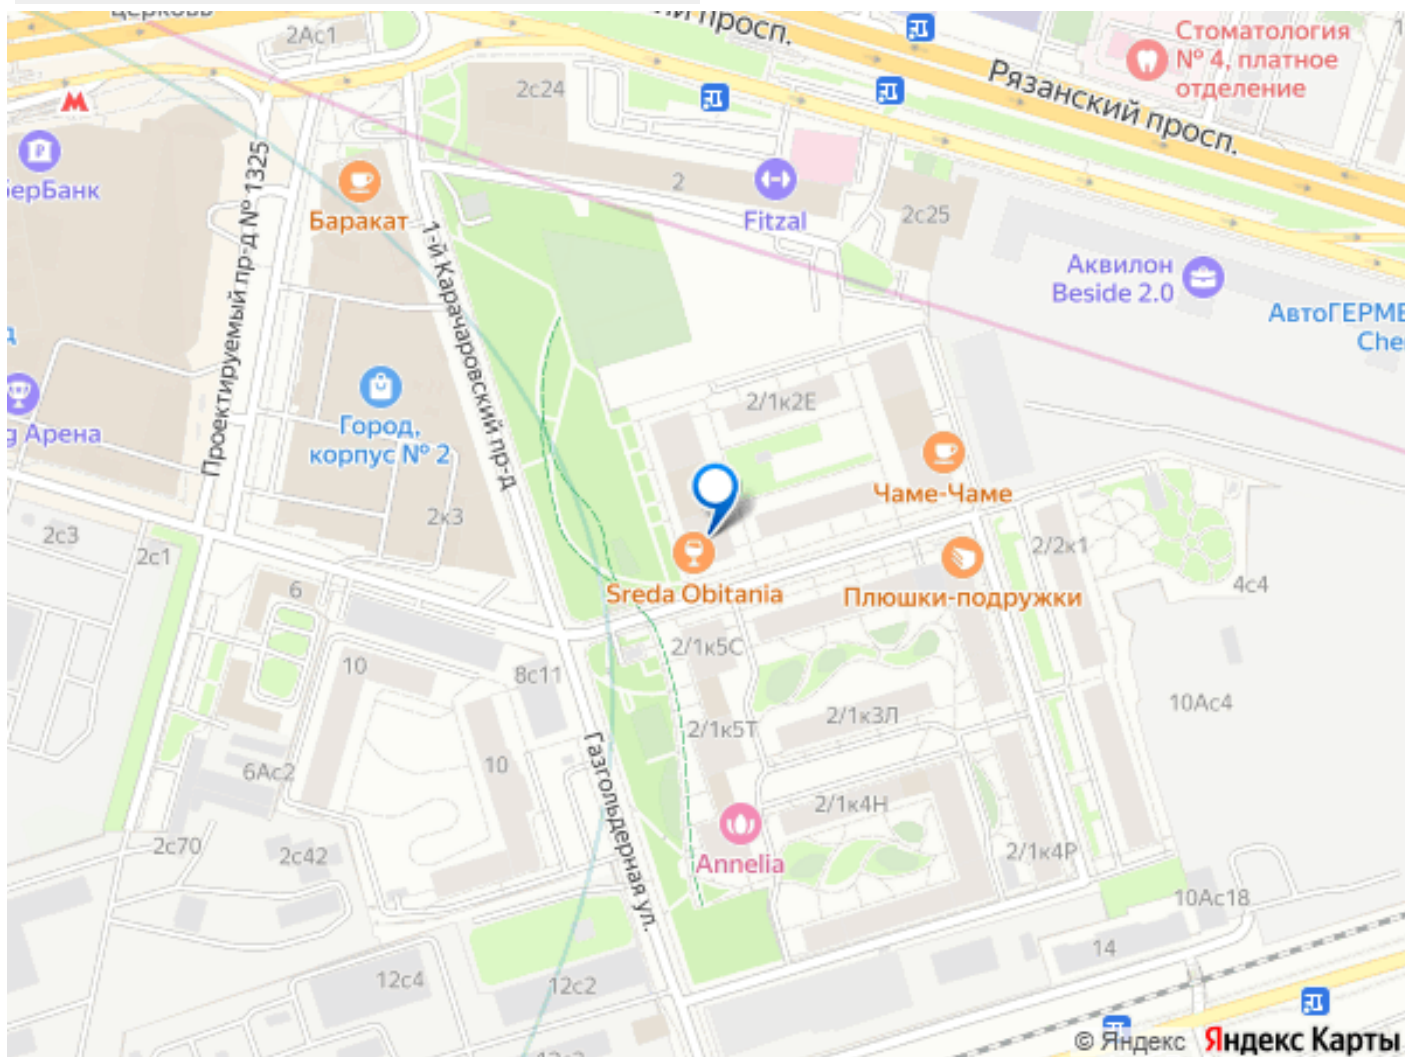 церковь
2Ас1
й просп.
Стоматология
№ 4, платное
отделение
2с24
Рязанский просп.
ерБанк
Баракат
2
Fitzal
2с25
Проектируемый пр-д № 1325
1-й Карачаровский пр-д
Аквилон
Beside 2.0
АвтоГЕРМЕ
Che
д
Город,
корпус № 2
g Арена
2/1к2Е
Чаме-Чаме
2к3
2с3
2с1
2/2к1
Sreda Obitania
Плюшки-подружки
4с4
6
10
8с11
2/1к5С
2/1к5Т
2/1к3Л
10Ас4
Газгольдерная ул.
6Ас2
10
2/1к4Н
2с70
2с42
Annelia
2/1к4Р
10Ас18
14
12с4
12с2
© Яндекс Яндекс Карты